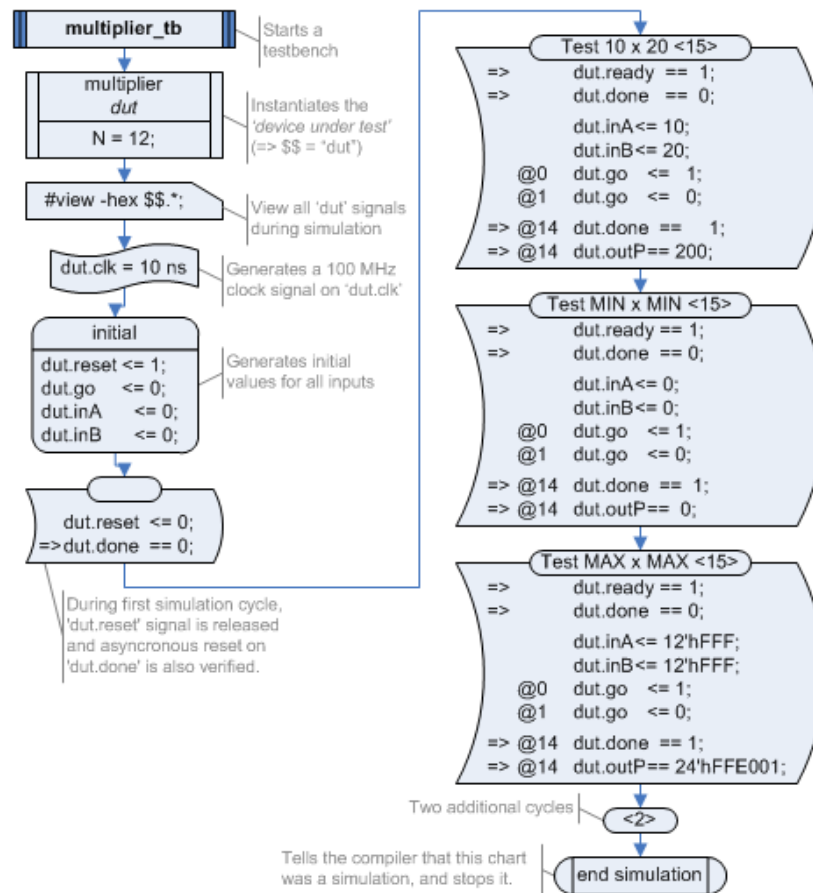 multiplier_tb
Starts a
testbench
multiplier
dut
N = 12;
Instantiates the
'device under test'
(=> $$ = "dut")
#view -hex $$.*;
View all 'dut' signals
during simulation
dut.clk = 10 ns
Generates a 100 MHz
clock signal on 'dut.clk'
initial
dut.reset <= 1;
dut.go <= 0;
dut.inA <= 0;
dut.inB <= 0;
Generates initial
values for all inputs
dut.reset <= 0;
=> dut.done == 0;
During first simulation cycle,
'dut.reset' signal is released
and asyncronous reset on
'dut.done' is also verified.
Test 10 x 20 <15>
=> dut.ready == 1;
=> dut.done == 0;
dut.inA<= 10;
dut.inB<= 20;
@0 dut.go <= 1;
@1 dut.go <= 0;
=> @14 dut.done == 1;
=> @14 dut.outP== 200;
Test MIN x MIN <15>
=> dut.ready == 1;
=> dut.done == 0;
dut.inA<= 0;
dut.inB<= 0;
@0 dut.go <= 1;
@1 dut.go <= 0;
=> @14 dut.done == 1;
=> @14 dut.outP== 0;
Test MAX x MAX <15>
=> dut.ready == 1;
=> dut.done == 0;
dut.inA<= 12'hFFF;
dut.inB<= 12'hFFF;
@0 dut.go <= 1;
@1 dut.go <= 0;
=> @14 dut.done == 1;
=> @14 dut.outP== 24'hFFE001;
Two additional cycles
<2>
Tells the compiler that this chart
was a simulation, and stops it.
end simulation